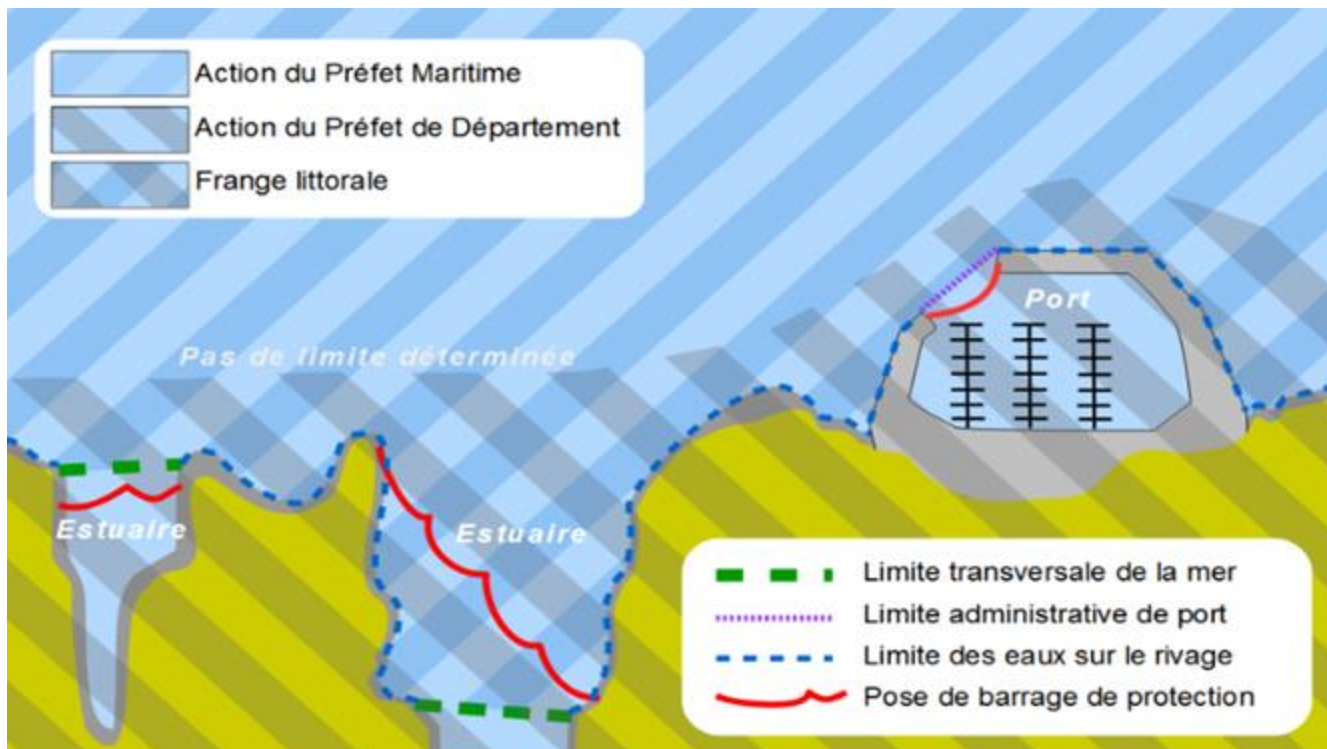 Action du Préfet Maritime
Action du Préfet de Département
Frange littorale
Port
Pas de limite déterminée
Estuaire
Estuaire
Limite transversale de la mer
Limite administrative de port
Limite des eaux sur le rivage
Pose de barrage de protection